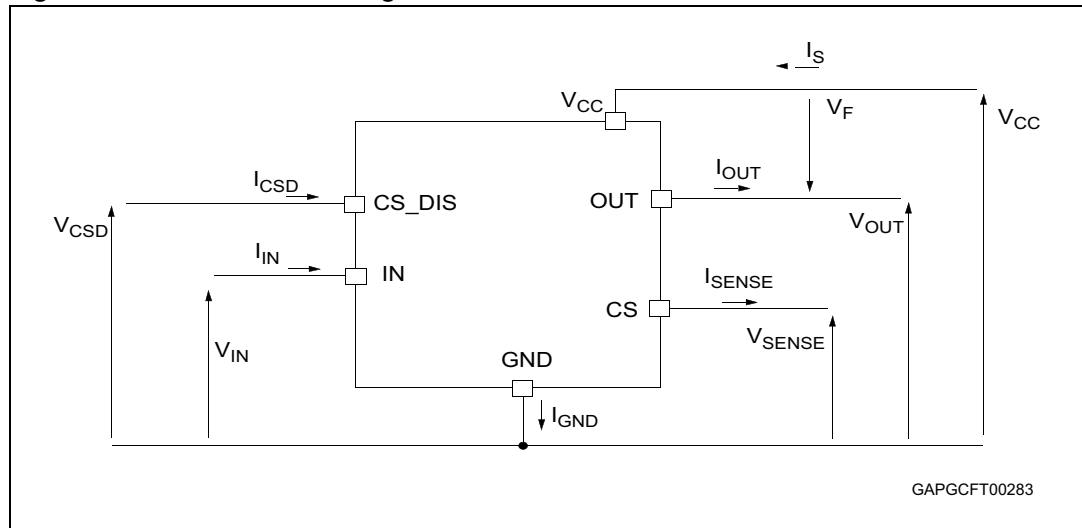 I_S
V_CC
V_F
V_CC
I_CSD
CS_DIS
OUT
I_OUT
V_CSD
V_OUT
I_IN
IN
I_SENSE
CS
V_IN
V_SENSE
GND
I_GND
GAPGCFT00283